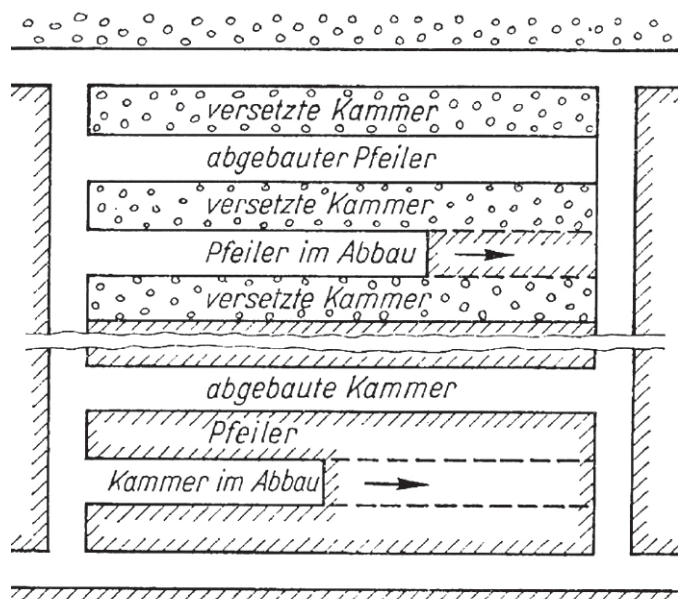 versetzte Kammer
abgebauter Pfeiler
versetzte Kammer
Pfeiler im Abbau
versetzte Kammer
abgebaute Kammer
Pfeiler
Kammer im Abbau